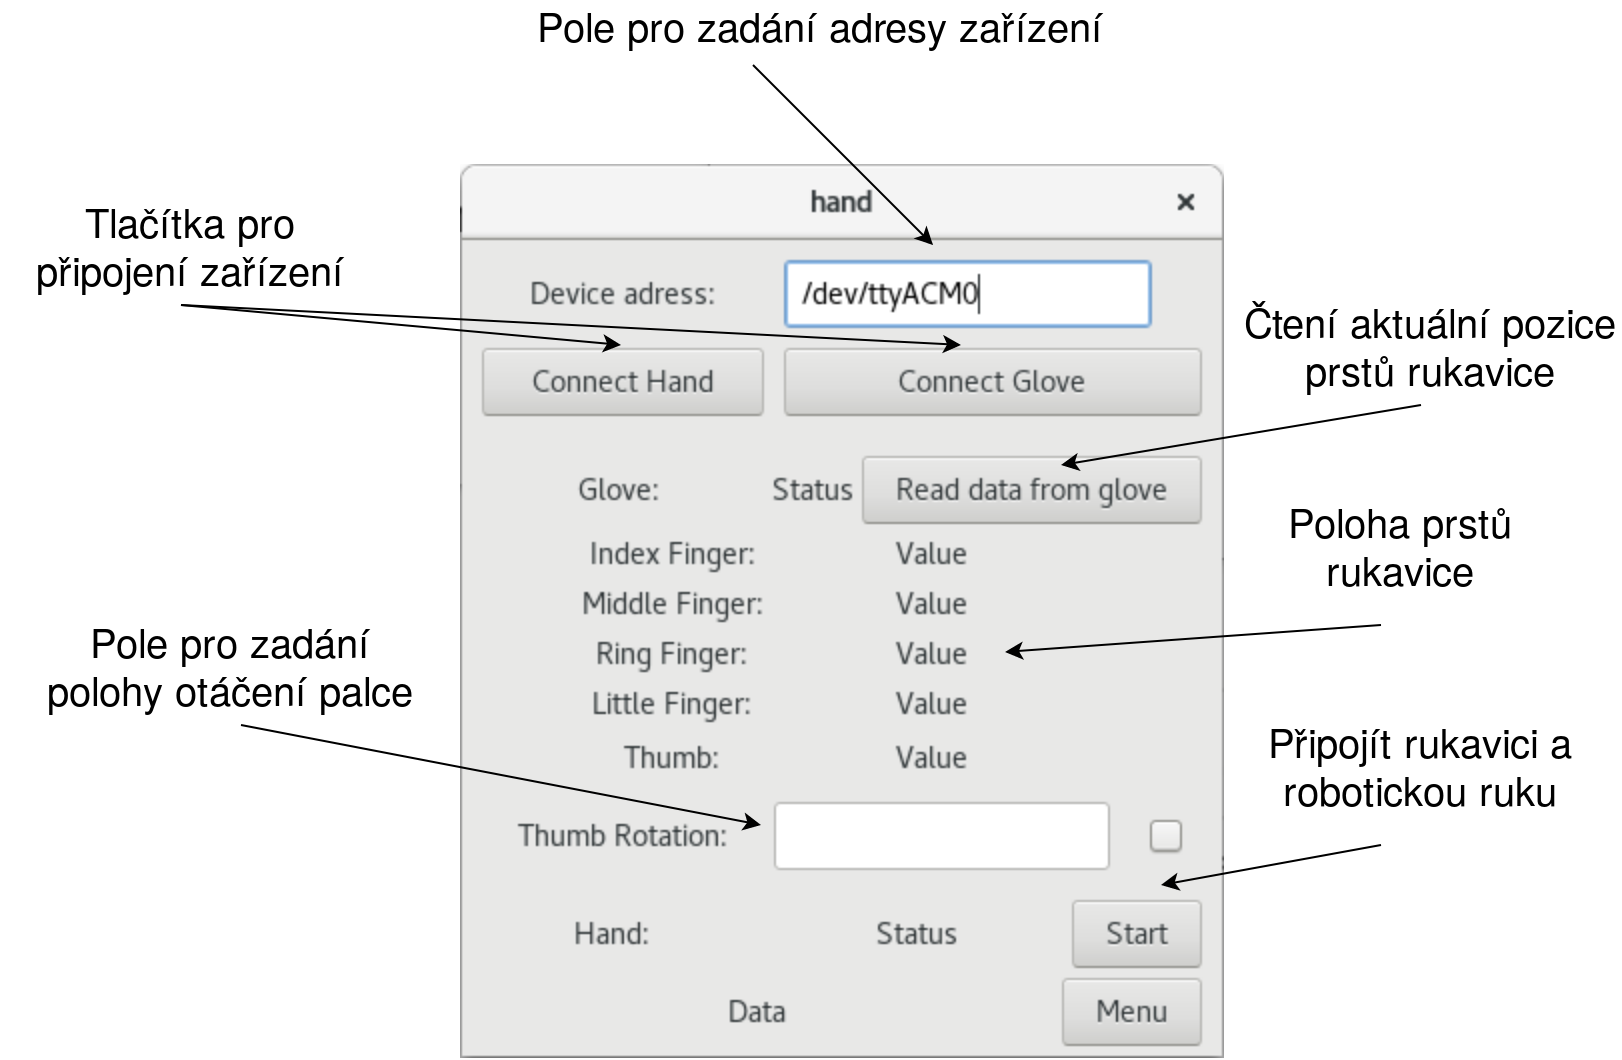 Pole pro zadání adresy zařízení
hand
Tlačítka pro
připojení zařízení
Device adress:
/dev/ttyACM0
Connect Hand
Connect Glove
Čtení aktuální pozice
prstů rukavice
Glove:
Status
Read data from glove
Index Finger:
Value
Middle Finger:
Value
Ring Finger:
Value
Little Finger:
Value
Thumb:
Value
Poloha prstů
rukavice
Pole pro zadání
polohy otáčení palce
Thumb Rotation:
Připojít rukavici a
robotickou ruku
Hand:
Status
Start
Data
Menu